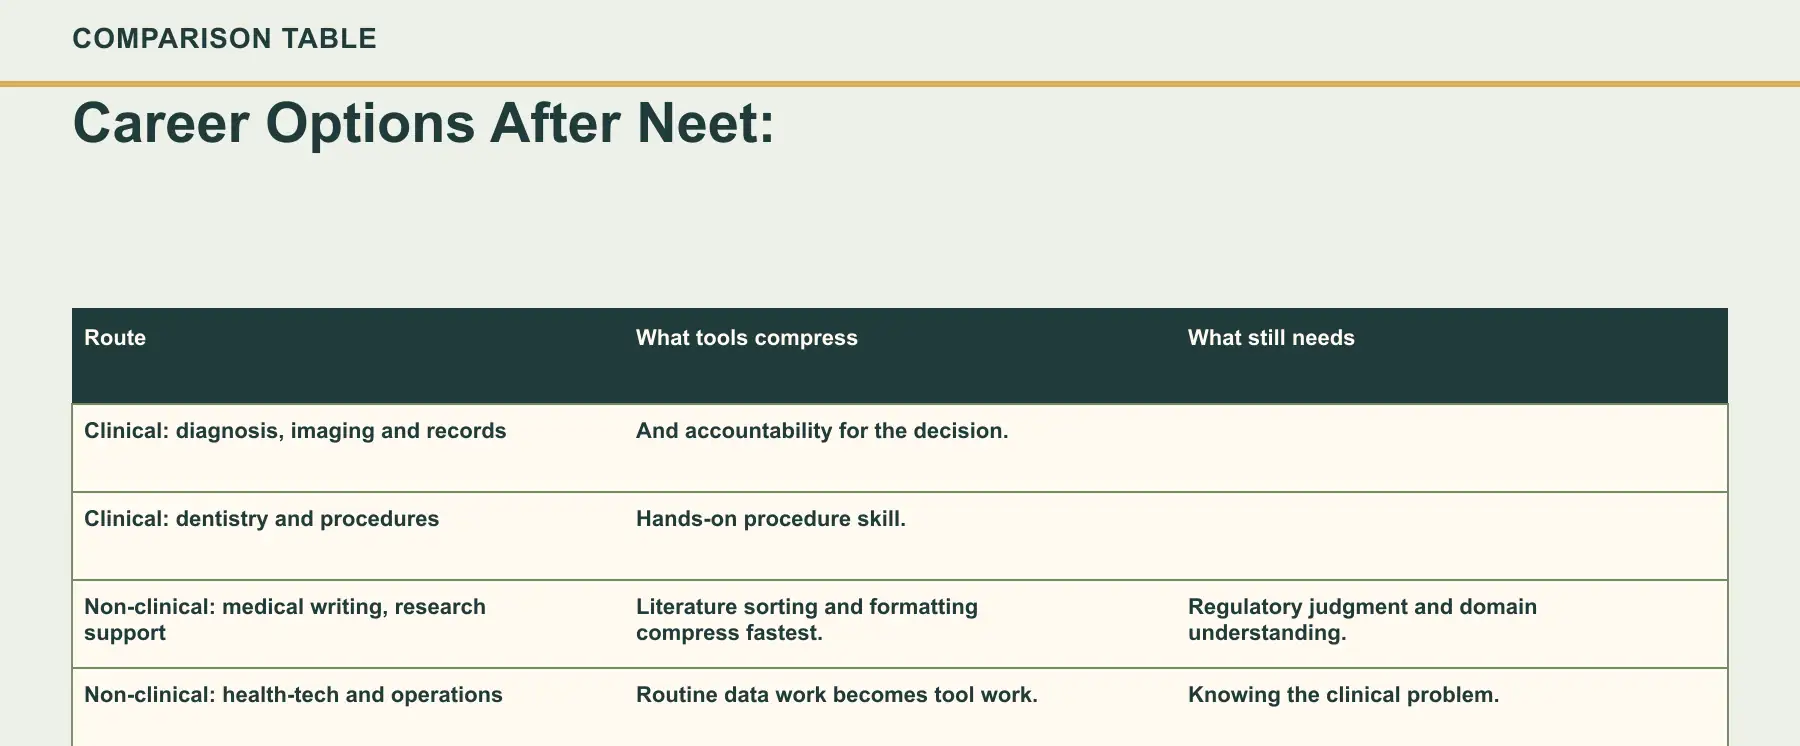 COMPARISON TABLE
Career Options After Neet:
Route What tools compress What still needs
Clinical: diagnosis, imaging and records And accountability for the decision.
Clinical: dentistry and procedures Hands-on procedure skill.
Non-clinical: medical writing, research Literature sorting and formatting Regulatory judgment and domain
support compress fastest. understanding.
Non-clinical: health-tech and operations Routine data work becomes tool work. Knowing the clinical problem.